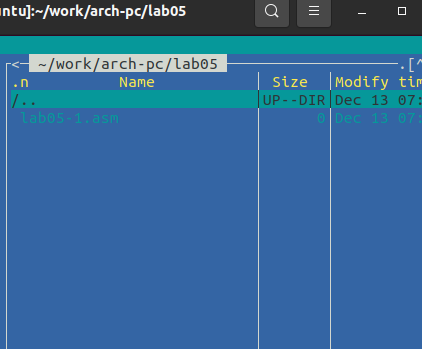 ntu]:~/work/arch-pc/lab05
<- ~/work/arch-pc/lab05 .[^
.n Name Size Modify tim
/.. UP--DIR Dec 13 07:
lab05-1.asm 0 Dec 13 07: